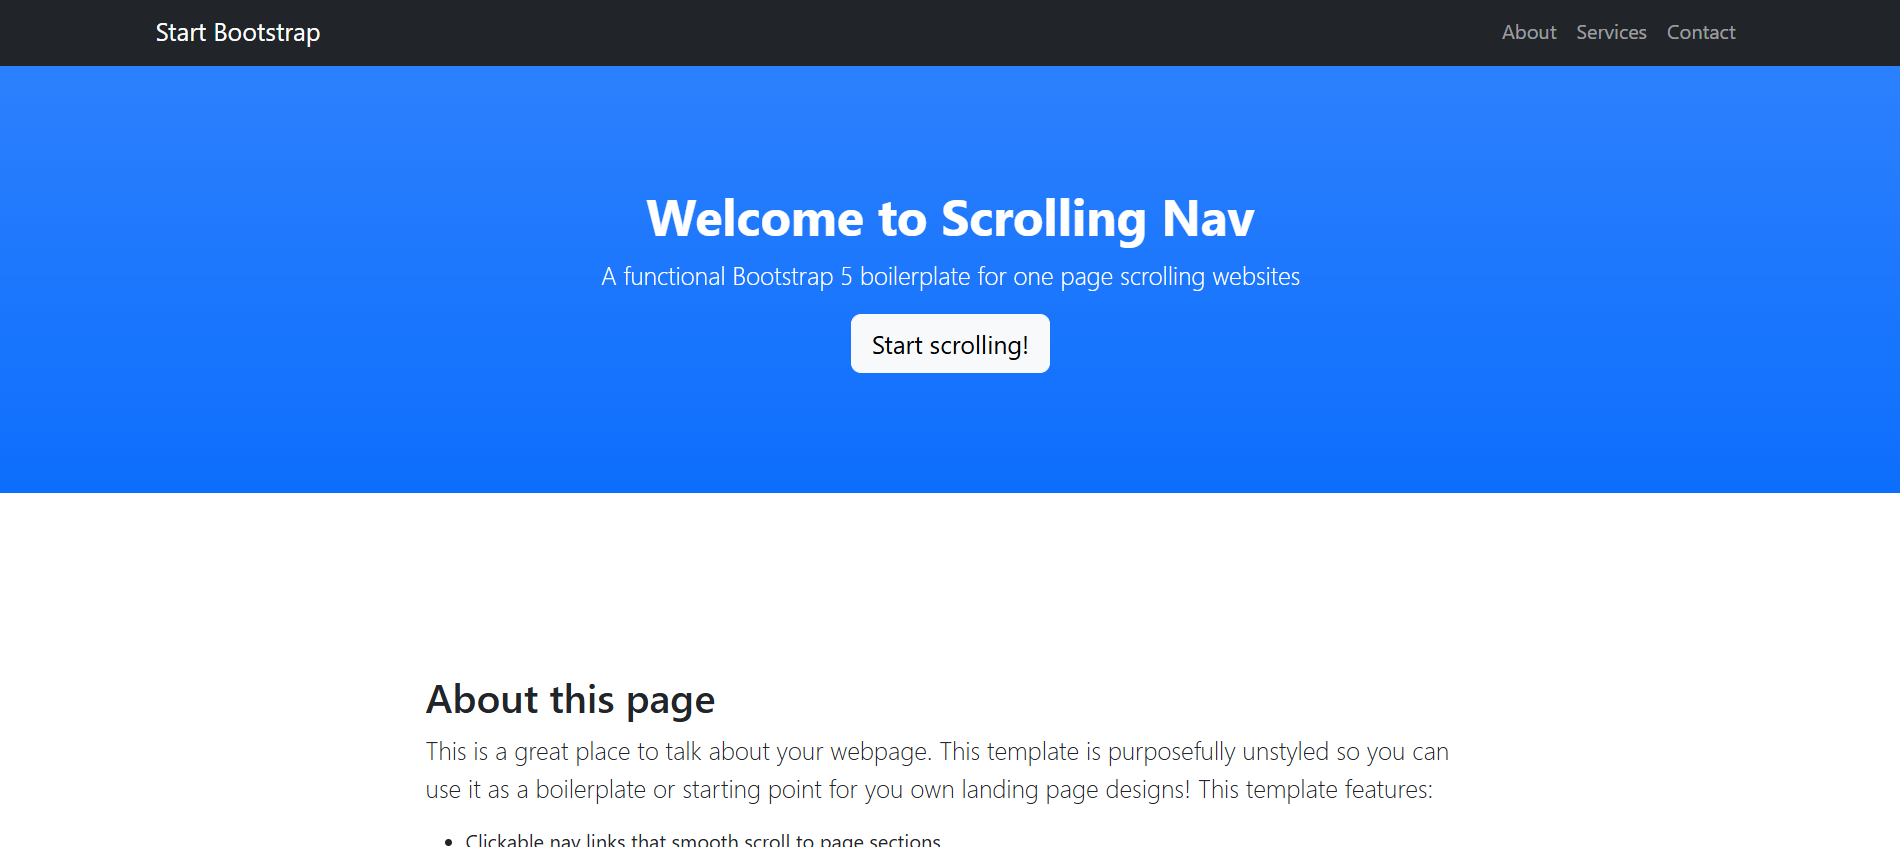 Start Bootstrap
About Services Contact
Welcome to Scrolling Nav
A functional Bootstrap 5 boilerplate for one page scrolling websites
Start scrolling!
About this page
This is a great place to talk about your webpage. This template is purposefully unstyled so you can
use it as a boilerplate or starting point for you own landing page designs! This template features:
• Clickable nav links that smooth scroll to page sections